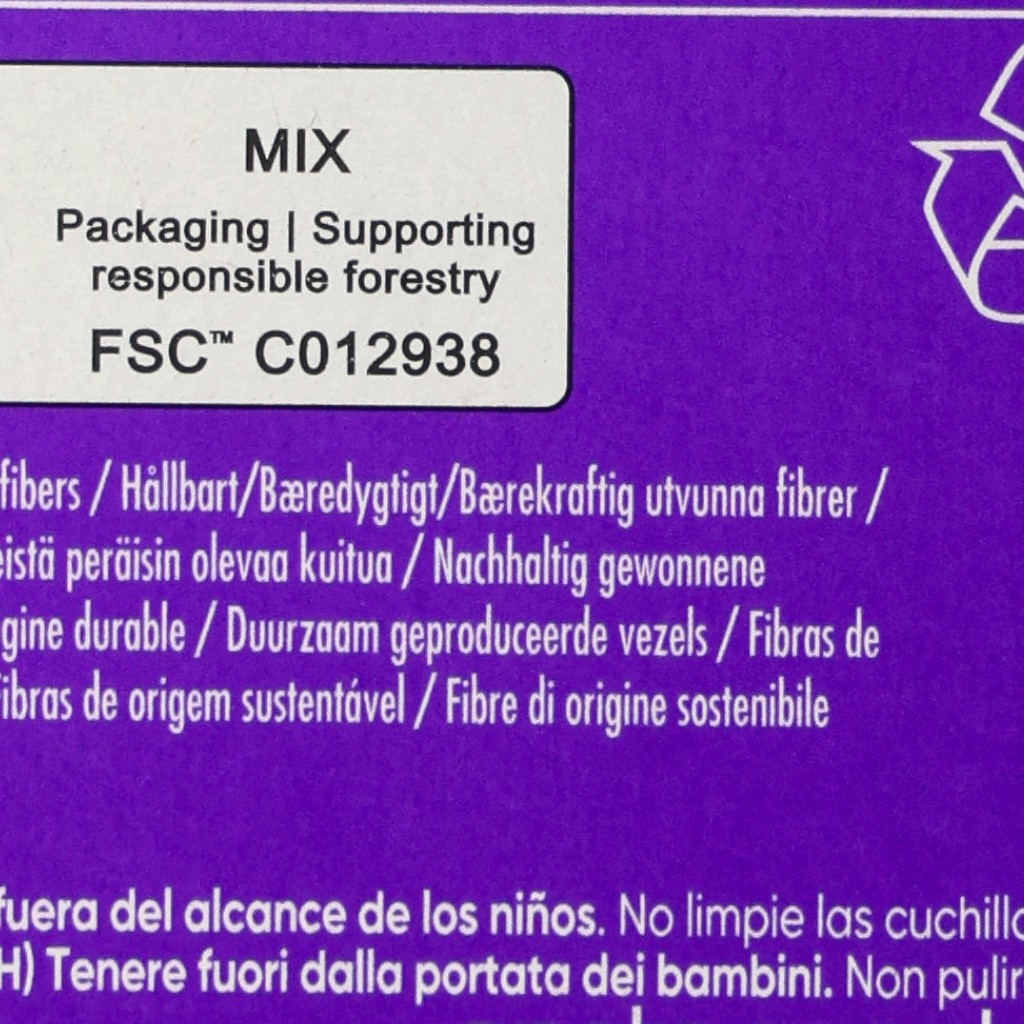 MIX
Packaging | Supporting
responsible forestry
FSC™ C012938
fibers / Hållbart/Bæredygtigt/Bærekraftig utvunna fibrer /
peräisin olevaa kuitua / Nachhaltig gewonnene
durable / Duurzaam geproduceerde vezels / Fibras de
de origem sustentável / Fibre di origine sostenibile
fuera del alcance de los niños. No limpie las
H) Tenere fuori dalla portata dei bambini. Non